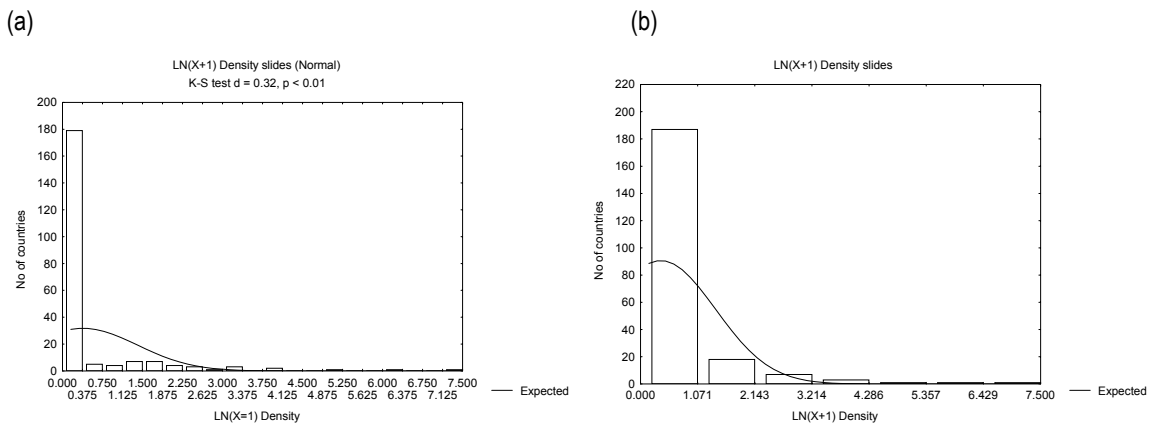 (a)
LN(X+1) Density slides (Normal)
K-S test d = 0.32, p < 0.01
200
180
160
140
120
100
80
60
40
20
0
No of countries
0.000 0.750 1.500 2.250 3.000 3.750 4.500 5.250 6.000 6.750 7.500
0.375 1.125 1.875 2.625 3.375 4.125 4.875 5.625 6.375 7.125
Expected
LN(X=1) Density
(b)
LN(X+1) Density slides
220
200
180
160
140
120
100
80
60
40
20
0
No of countries
0.000 1.071 2.143 3.214 4.286 5.357 6.429 7.500
Expected
LN(X+1) Density